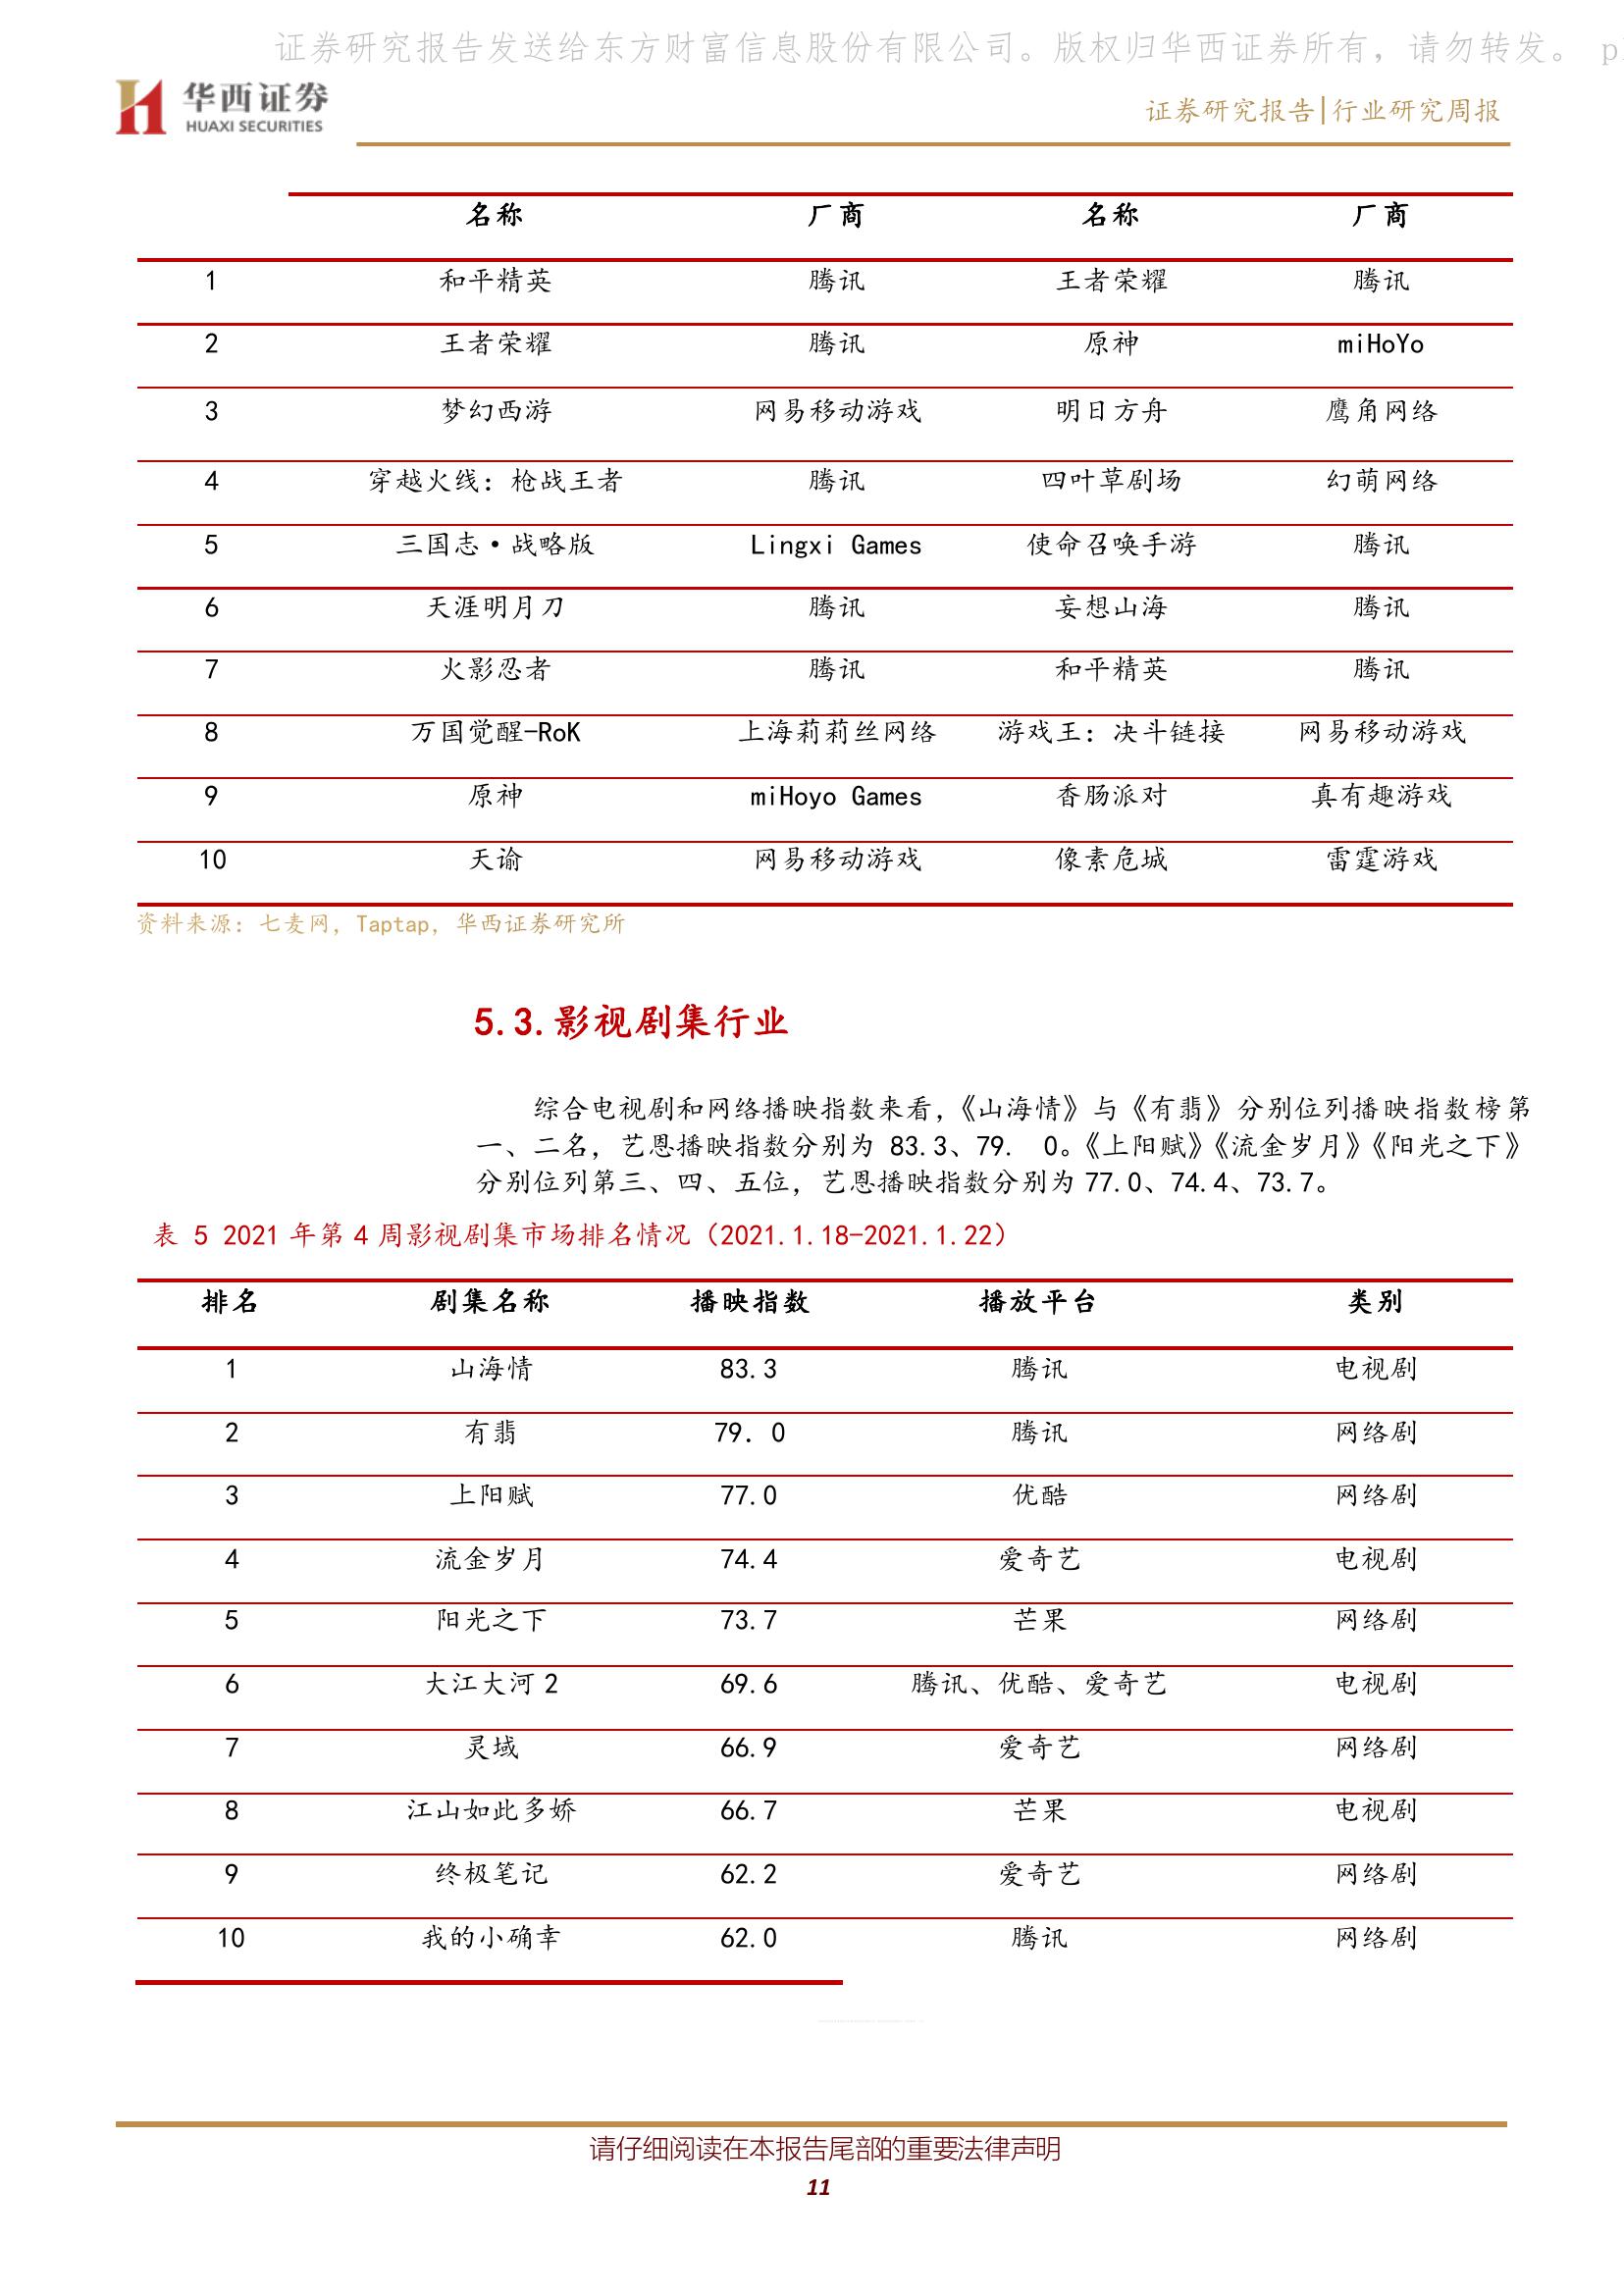 证券研究报告发送给东方财富信息股份有限公司。版权归华西证券所有，请勿转发。 p
华西证券
HUAXI SECURITIES
证券研究报告|行业研究周报
名称 厂商 名称 厂商
1 和平精英 腾讯 王者荣耀 腾讯
2 王者荣耀 腾讯 原神 miHoYo
3 梦幻西游 网易移动游戏 明日方舟 鹰角网络
4 穿越火线：枪战王者 腾讯 四叶草剧场 幻萌网络
5 三国志·战略版 Lingxi Games 使命召唤手游 腾讯
6 天涯明月刀 腾讯 妄想山海 腾讯
7 火影忍者 腾讯 和平精英 腾讯
8 万国觉醒-RoK 上海莉莉丝网络 游戏王：决斗链接 网易移动游戏
9 原神 miHoyo Games 香肠派对 真有趣游戏
10 天谕 网易移动游戏 像素危城 雷霆游戏
资料来源：七麦网，Taptap，华西证券研究所
5.3.影视剧集行业
综合电视剧和网络播映指数来看，《山海情》与《有翡》分别位列播映指数榜第
一、二名，艺恩播映指数分别为 83.3、79. 0。《上阳赋》《流金岁月》《阳光之下》
分别位列第三、四、五位，艺恩播映指数分别为 77.0、74.4、73.7。
表 5 2021 年第 4 周影视剧集市场排名情况（2021.1.18-2021.1.22）
排名 剧集名称 播映指数 播放平台 类别
1 山海情 83.3 腾讯 电视剧
2 有翡 79. 0 腾讯 网络剧
3 上阳赋 77.0 优酷 网络剧
4 流金岁月 74.4 爱奇艺 电视剧
5 阳光之下 73.7 芒果 网络剧
6 大江大河 2 69.6 腾讯、优酷、爱奇艺 电视剧
7 灵域 66.9 爱奇艺 网络剧
8 江山如此多娇 66.7 芒果 电视剧
9 终极笔记 62.2 爱奇艺 网络剧
10 我的小确幸 62.0 腾讯 网络剧
请仔细阅读在本报告尾部的重要法律声明
11